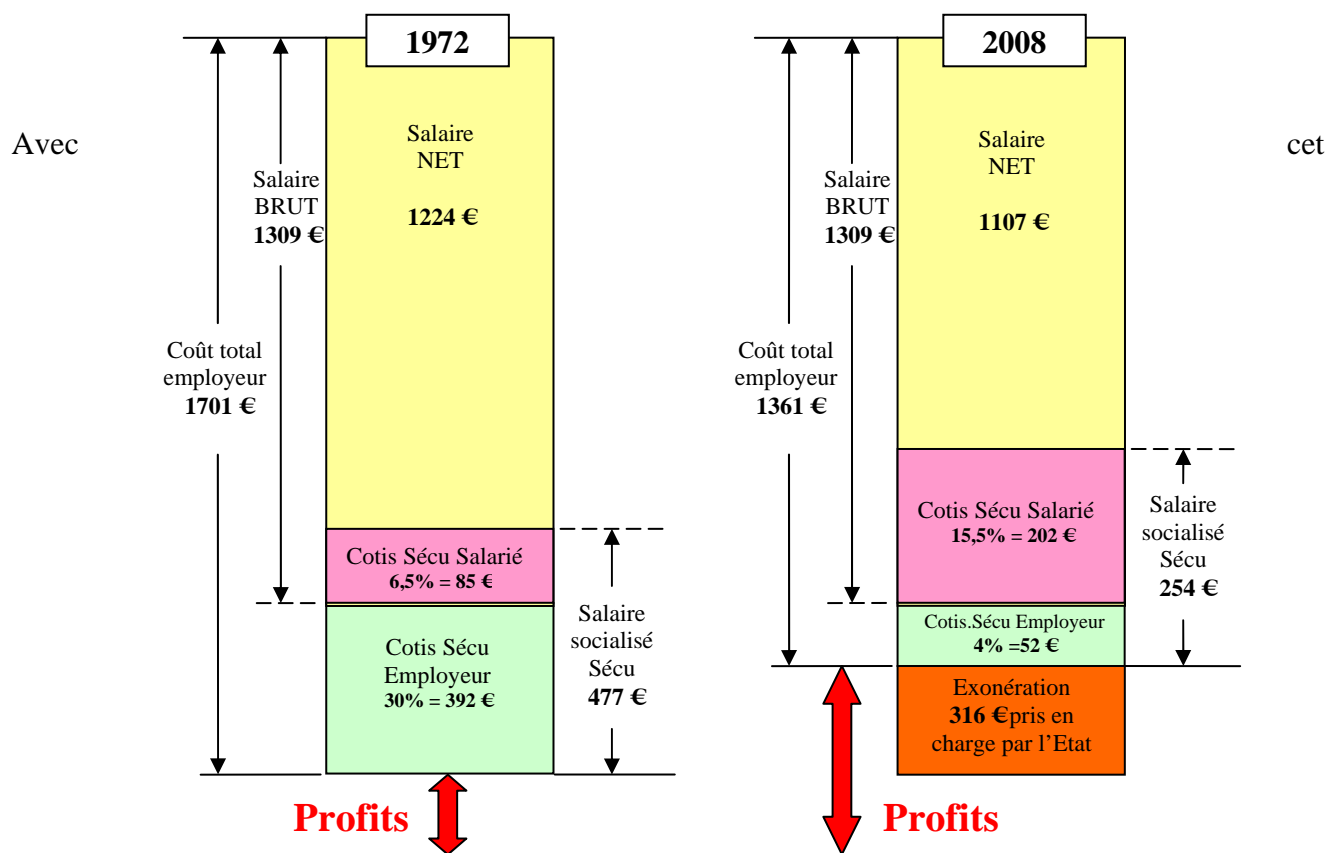 1972
2008
Avec
cet
Salaire
NET
1224 €
Salaire
BRUT
1309 €
Coût total
employeur
1701 €
Cotis Sécu Salarié
6,5% = 85 €
Cotis Sécu
Employeur
30% = 392 €
Salaire
socialisé
Sécu
477 €
Profits
Salaire
NET
1107 €
Salaire
BRUT
1309 €
Coût total
employeur
1361 €
Cotis Sécu Salarié
15,5% = 202 €
Cotis.Sécu Employeur
4% =52 €
Salaire
socialisé
Sécu
254 €
Exonération
316 €pris en
charge par l’Etat
Profits